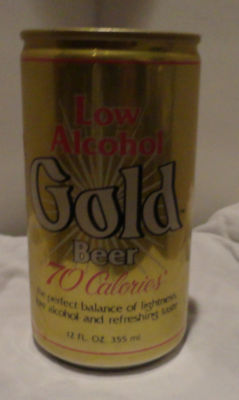 Low
Alcohol
Gold
Beer
70 Calories
The perfect balance of lightness,
low alcohol and refreshing taste
12 FL. OZ. 355 ml